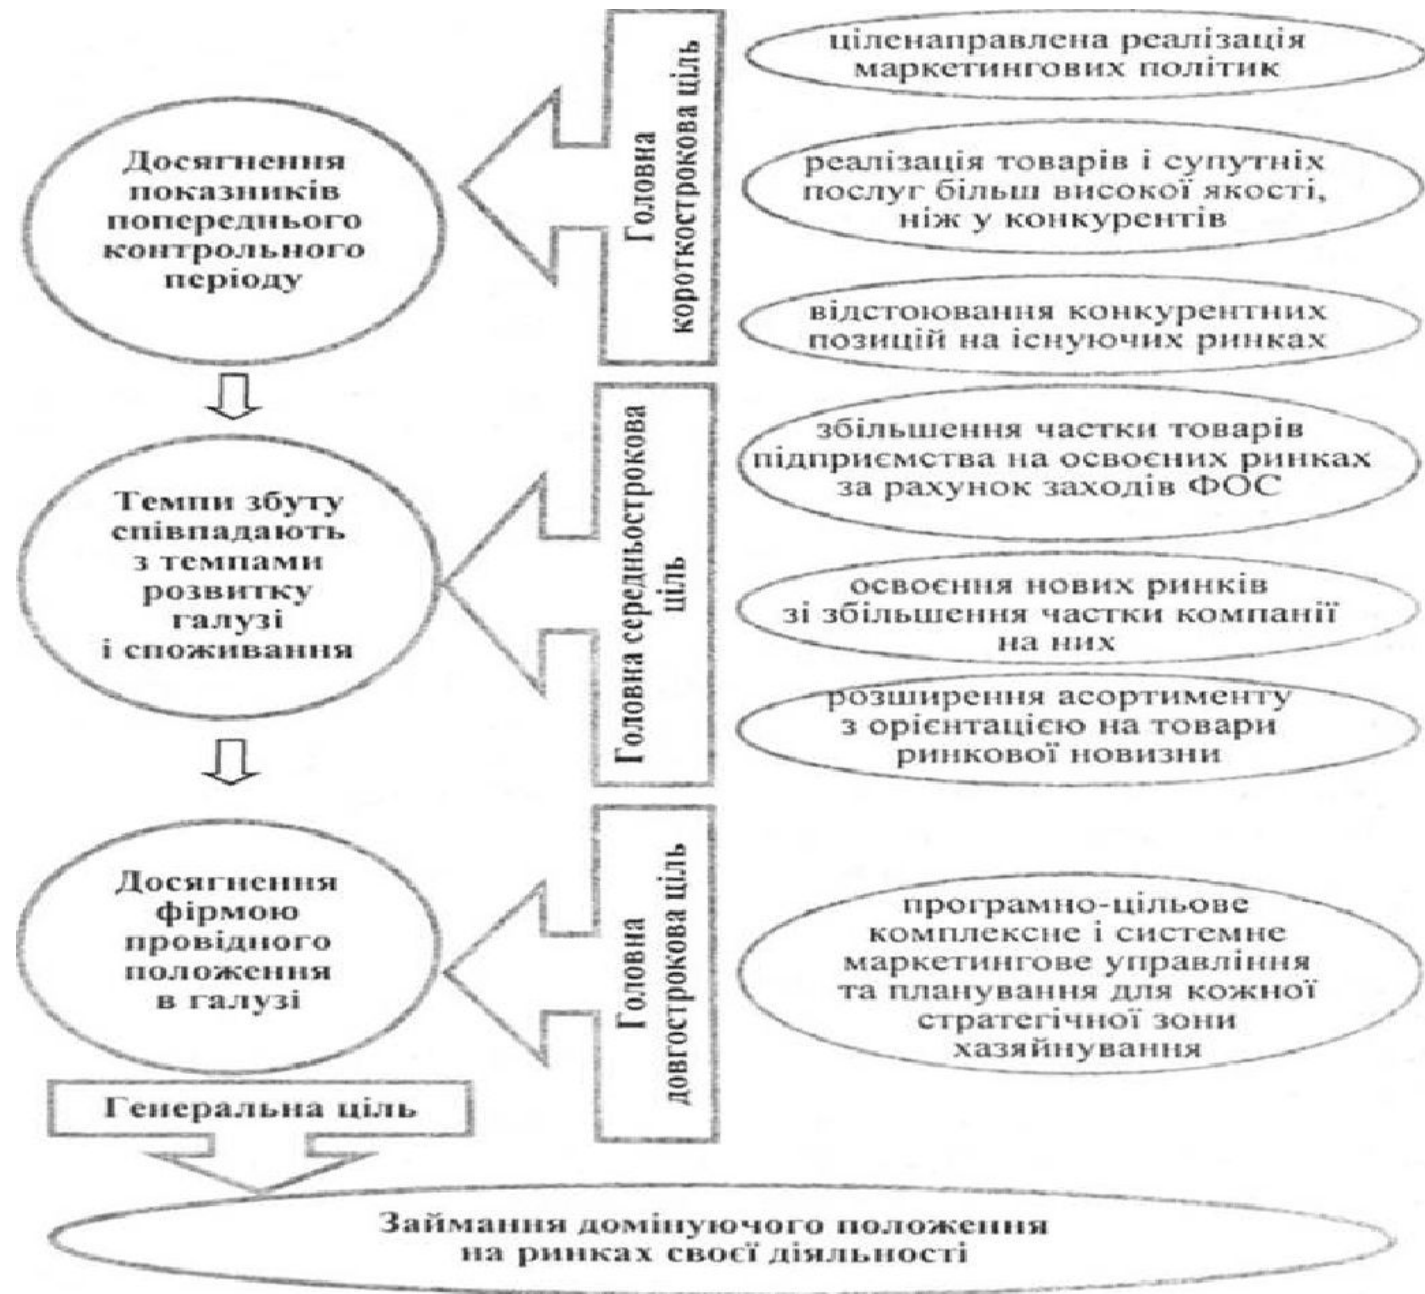 Досягнення
показників
попереднього
контрольного
періоду
Головна
короткострокова ціль
ціленаправлена реалізація
маркетингових політик
реалізація товарів і супутніх
послуг більш високої якості,
ніж у конкурентів
відстоювання конкурентних
позицій на існуючих ринках
Темпи збуту
співпадають
з темпами
розвитку
галузі
і споживання
Головна середньострокова
ціль
збільшення частки товарів
підприємства на освоєних ринках
за рахунок заходів ФОС
освоєння нових ринків
зі збільшення частки компанії
на них
розширення асортименту
з орієнтацією на товари
ринкової новизни
Досягнення
фірмою
провідного
положення
в галузі
Головна
довгострокова ціль
програмно-цільове
комплексне і системне
маркетингове управління
та планування для кожної
стратегічної зони
хазяйнування
Генеральна ціль
Займання домінуючого положення
на ринках своєї діяльності